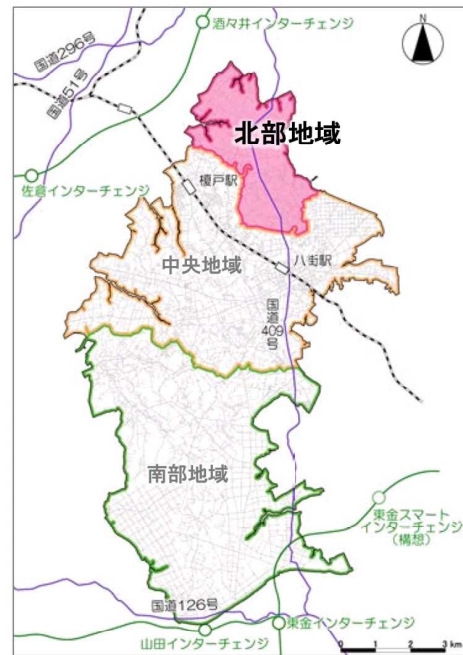 酒々井インターチェンジ
N
国道296号
国道51号
北部地域
佐倉インターチェンジ
榎戸駅
中央地域
八街駅
国道
409
号
南部地域
東金スマート
インターチェンジ
（構想）
国道126号
東金インターチェンジ
山田インターチェンジ
0 1 2 3 km